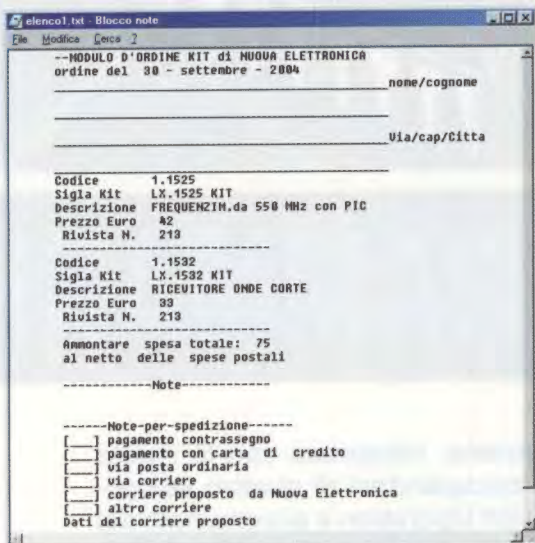 elenco1.txt - Blocco note
File Modifica Cerca ?
--MODULO D'ORDINE KIT di NUOVA ELETTRONICA
ordine del 30 - settembre - 2004
________________________________________nome/cognome
________________________________________
________________________________________Via/cap/Citta
________________________________________
Codice 1.1525
Sigla Kit LX.1525 KIT
Descrizione FREQUENZIM.da 550 MHz con PIC
Prezzo Euro 42
Rivista N. 213
-----------------------------
Codice 1.1532
Sigla Kit LX.1532 KIT
Descrizione RICEVITORE ONDE CORTE
Prezzo Euro 33
Rivista N. 213
-----------------------------
Ammontare spesa totale: 75
al netto delle spese postali
------------Note------------
------Note-per-spedizione------
[___] pagamento contrassegno
[___] pagamento con carta di credito
[___] via posta ordinaria
[___] via corriere
[___] corriere proposto da Nuova Elettronica
[___] altro corriere
Dati del corriere proposto